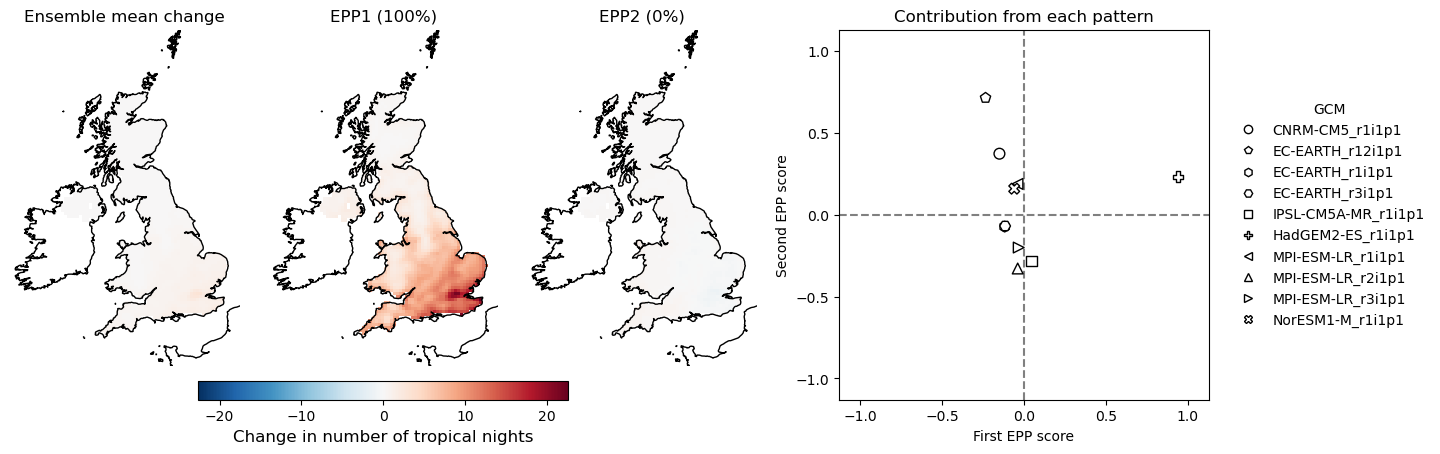 Ensemble mean change
EPP1 (100%)
EPP2 (0%)
−20 −10 0 10 20
Change in number of tropical nights
Contribution from each pattern
1.0
0.5
0.0
−0.5
−1.0
Second EPP score
−1.0 −0.5 0.0 0.5 1.0
First EPP score
GCM
CNRM-CM5_r1i1p1
EC-EARTH_r12i1p1
EC-EARTH_r1i1p1
EC-EARTH_r3i1p1
IPSL-CM5A-MR_r1i1p1
HadGEM2-ES_r1i1p1
MPI-ESM-LR_r1i1p1
MPI-ESM-LR_r2i1p1
MPI-ESM-LR_r3i1p1
NorESM1-M_r1i1p1